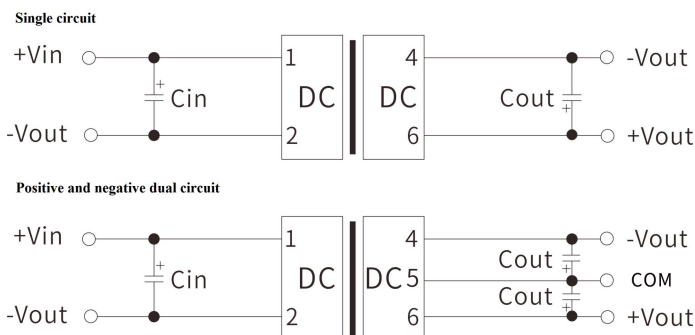 Single circuit
+Vin 1 4 -Vout
+ Cin DC DC Cout +
-Vout 2 6 +Vout
Positive and negative dual circuit
+Vin 1 4 -Vout
Cout +
+ Cin DC DC 5 COM
Cout +
-Vout 2 6 +Vout